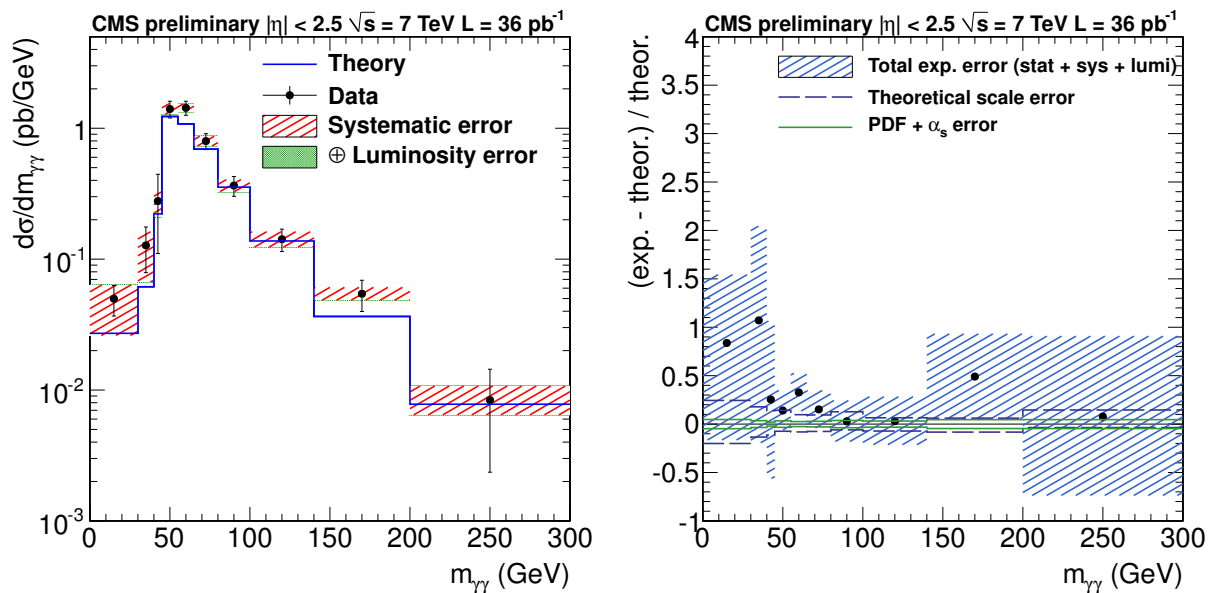 CMS preliminary |η| < 2.5 √s = 7 TeV L = 36 pb⁻¹
dσ/dmγγ (pb/GeV)
Theory
Data
Systematic error
⊕ Luminosity error
1
10⁻¹
10⁻²
10⁻³
0 50 100 150 200 250 300
mγγ (GeV)
CMS preliminary |η| < 2.5 √s = 7 TeV L = 36 pb⁻¹
(exp. - theor.) / theor.
Total exp. error (stat + sys + lumi)
Theoretical scale error
PDF + αs error
4
3.5
3
2.5
2
1.5
1
0.5
0
-0.5
-1
0 50 100 150 200 250 300
mγγ (GeV)